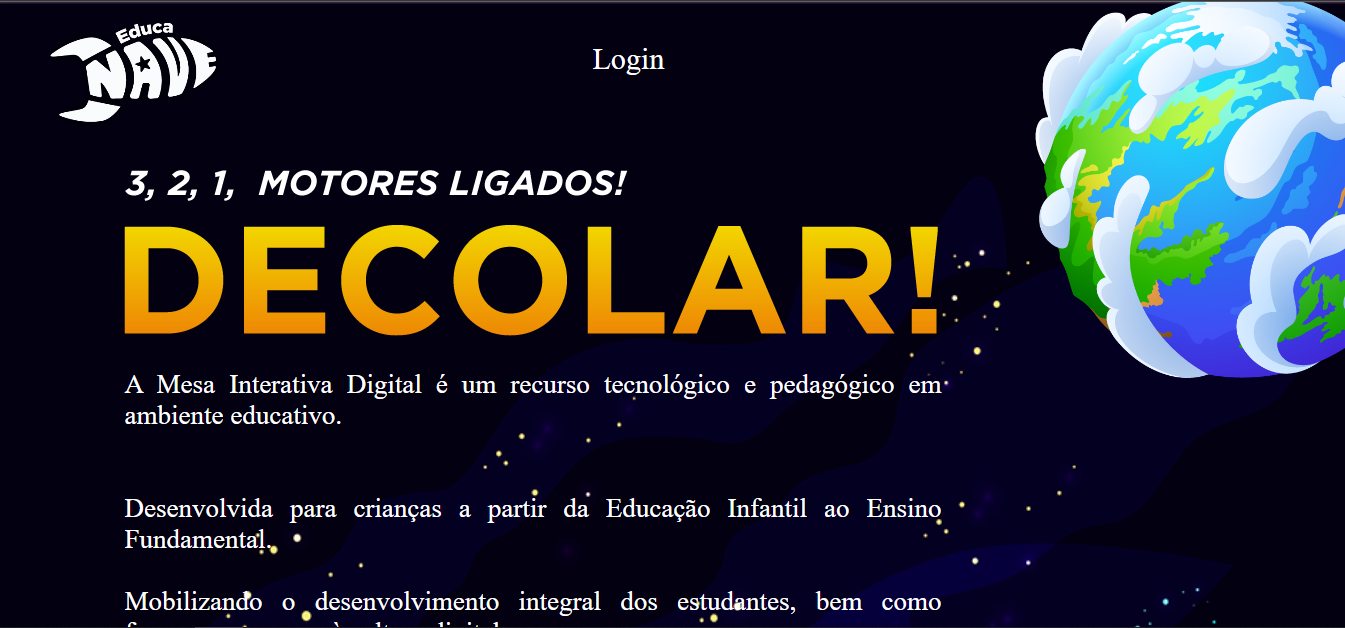 Educa
NAVE
Login
3, 2, 1, MOTORES LIGADOS!
DECOLAR!
A Mesa Interativa Digital é um recurso tecnológico e pedagógico em
ambiente educativo.
Desenvolvida para crianças a partir da Educação Infantil ao Ensino
Fundamental.
Mobilizando o desenvolvimento integral dos estudantes, bem como